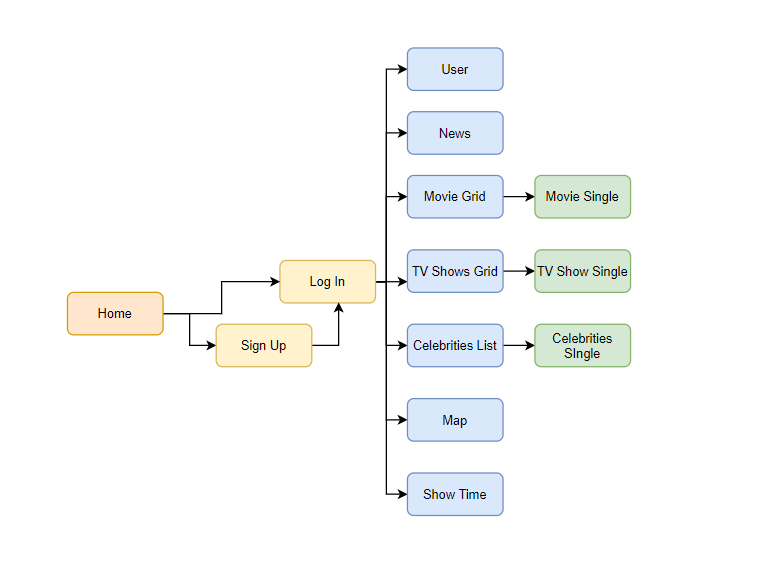 User
News
Movie Grid
Movie Single
TV Shows Grid
TV Show Single
Log In
Home
Sign Up
Celebrities List
Celebrities
SIngle
Map
Show Time